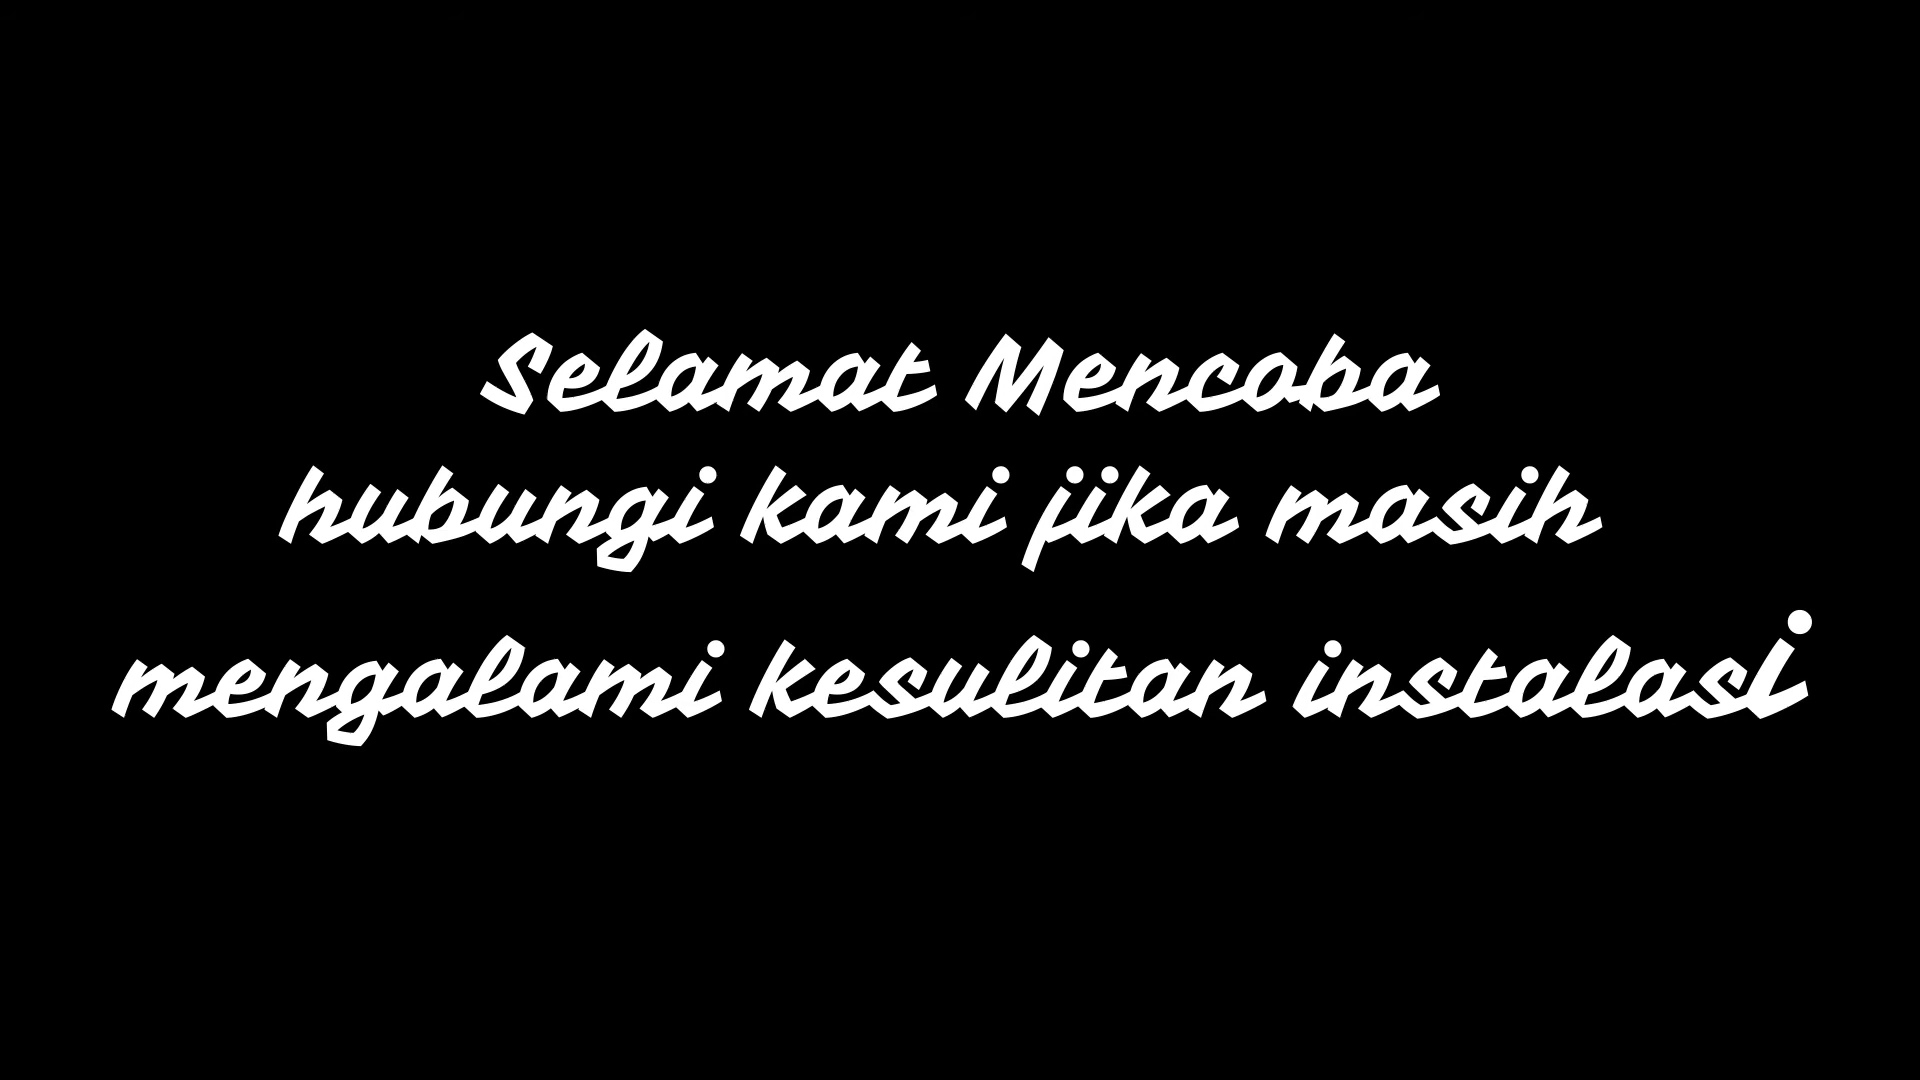 Selamat Mencoba
hubungi kami jika masih
mengalami kesulitan instalasi